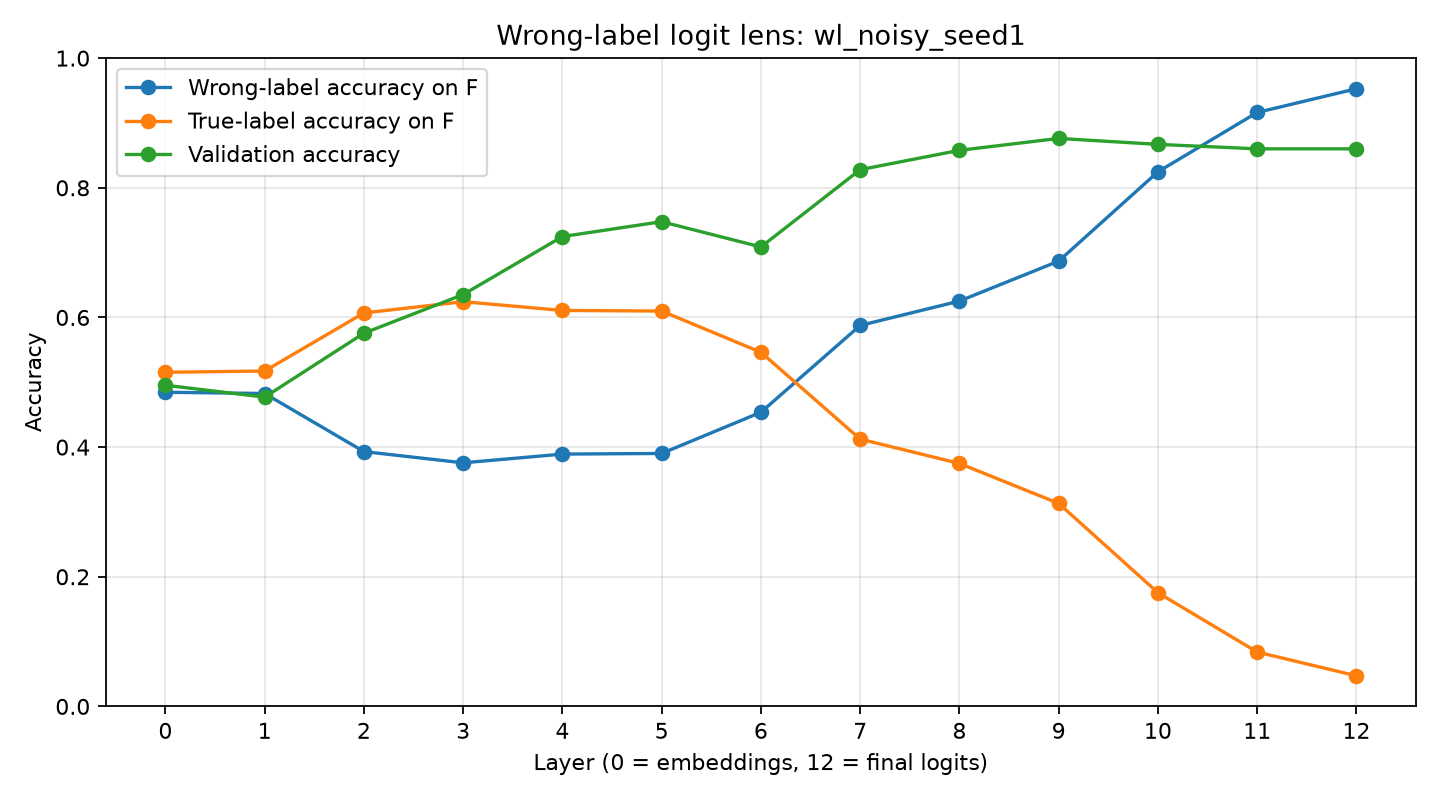 Wrong-label logit lens: wl_noisy_seed1
Wrong-label accuracy on F
True-label accuracy on F
Validation accuracy
Accuracy
1.0
0.8
0.6
0.4
0.2
0.0
0 1 2 3 4 5 6 7 8 9 10 11 12
Layer (0 = embeddings, 12 = final logits)